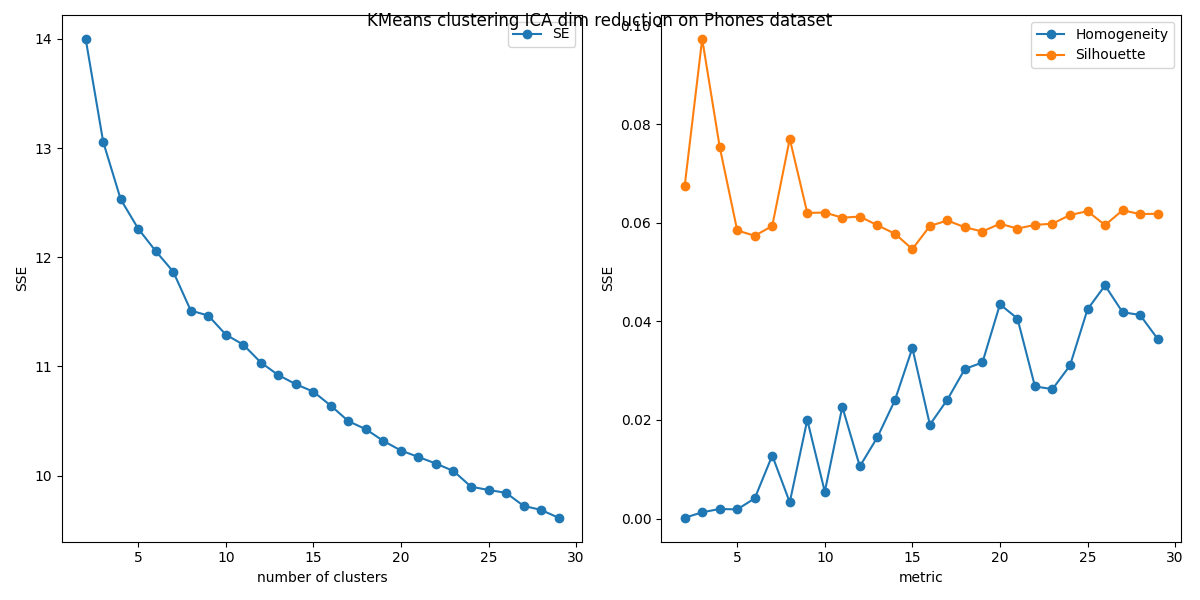 KMeans clustering ICA dim reduction on Phones dataset
SE
14
13
12
11
10
SSE
5 10 15 20 25 30
number of clusters
Homogeneity
Silhouette
0.10
0.08
0.06
0.04
0.02
0.00
SSE
5 10 15 20 25 30
metric